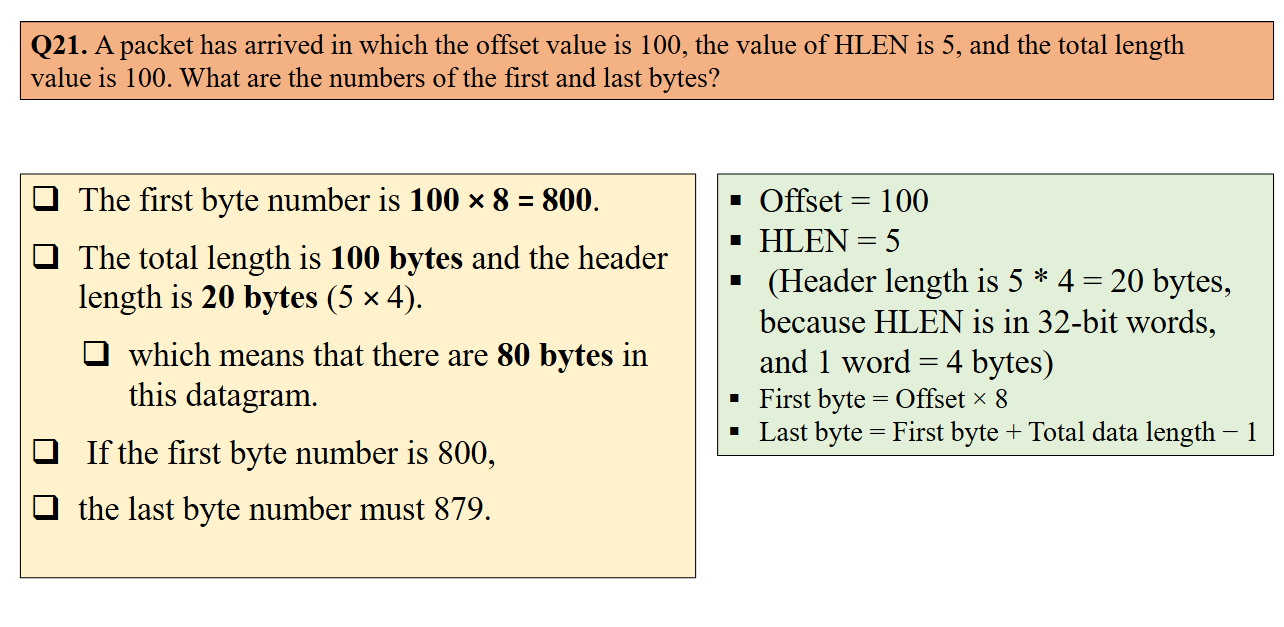 Q21. A packet has arrived in which the offset value is 100, the value of HLEN is 5, and the total length
value is 100. What are the numbers of the first and last bytes?
❑ The first byte number is 100 × 8 = 800.
❑ The total length is 100 bytes and the header
length is 20 bytes (5 × 4).
❑ which means that there are 80 bytes in
this datagram.
❑ If the first byte number is 800,
❑ the last byte number must 879.
▪ Offset = 100
▪ HLEN = 5
▪ (Header length is 5 * 4 = 20 bytes,
because HLEN is in 32-bit words,
and 1 word = 4 bytes)
▪ First byte = Offset × 8
▪ Last byte = First byte + Total data length − 1